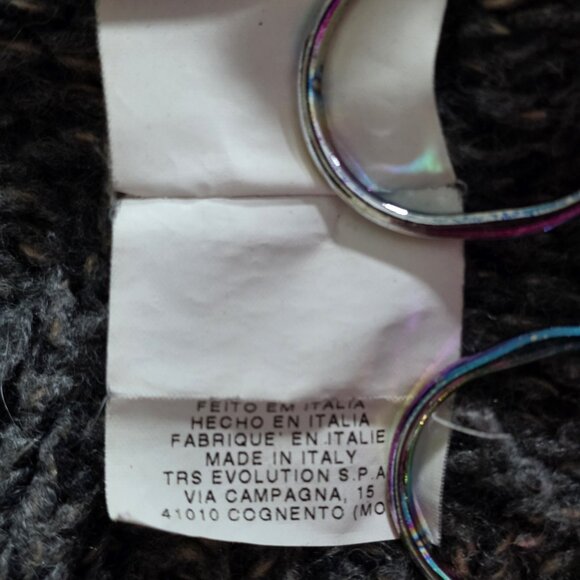 FEITO EM ITALIA
HECHO EN ITALIA
FABRIQUE' EN ITALIE
MADE IN ITALY
TRS EVOLUTION S.P.A
VIA CAMPAGNA, 15
41010 COGNENTO (MO